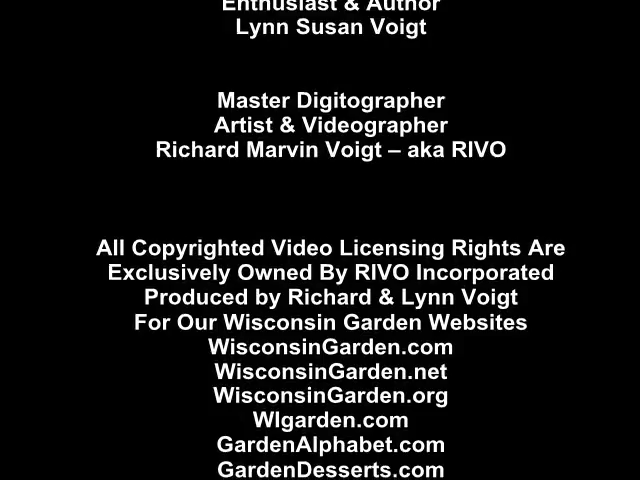 Enthusiast & Author
Lynn Susan Voigt
Master Digitographer
Artist & Videographer
Richard Marvin Voigt – aka RIVO
All Copyrighted Video Licensing Rights Are
Exclusively Owned By RIVO Incorporated
Produced by Richard & Lynn Voigt
For Our Wisconsin Garden Websites
WisconsinGarden.com
WisconsinGarden.net
WisconsinGarden.org
WIgarden.com
GardenAlphabet.com
GardenDesserts.com